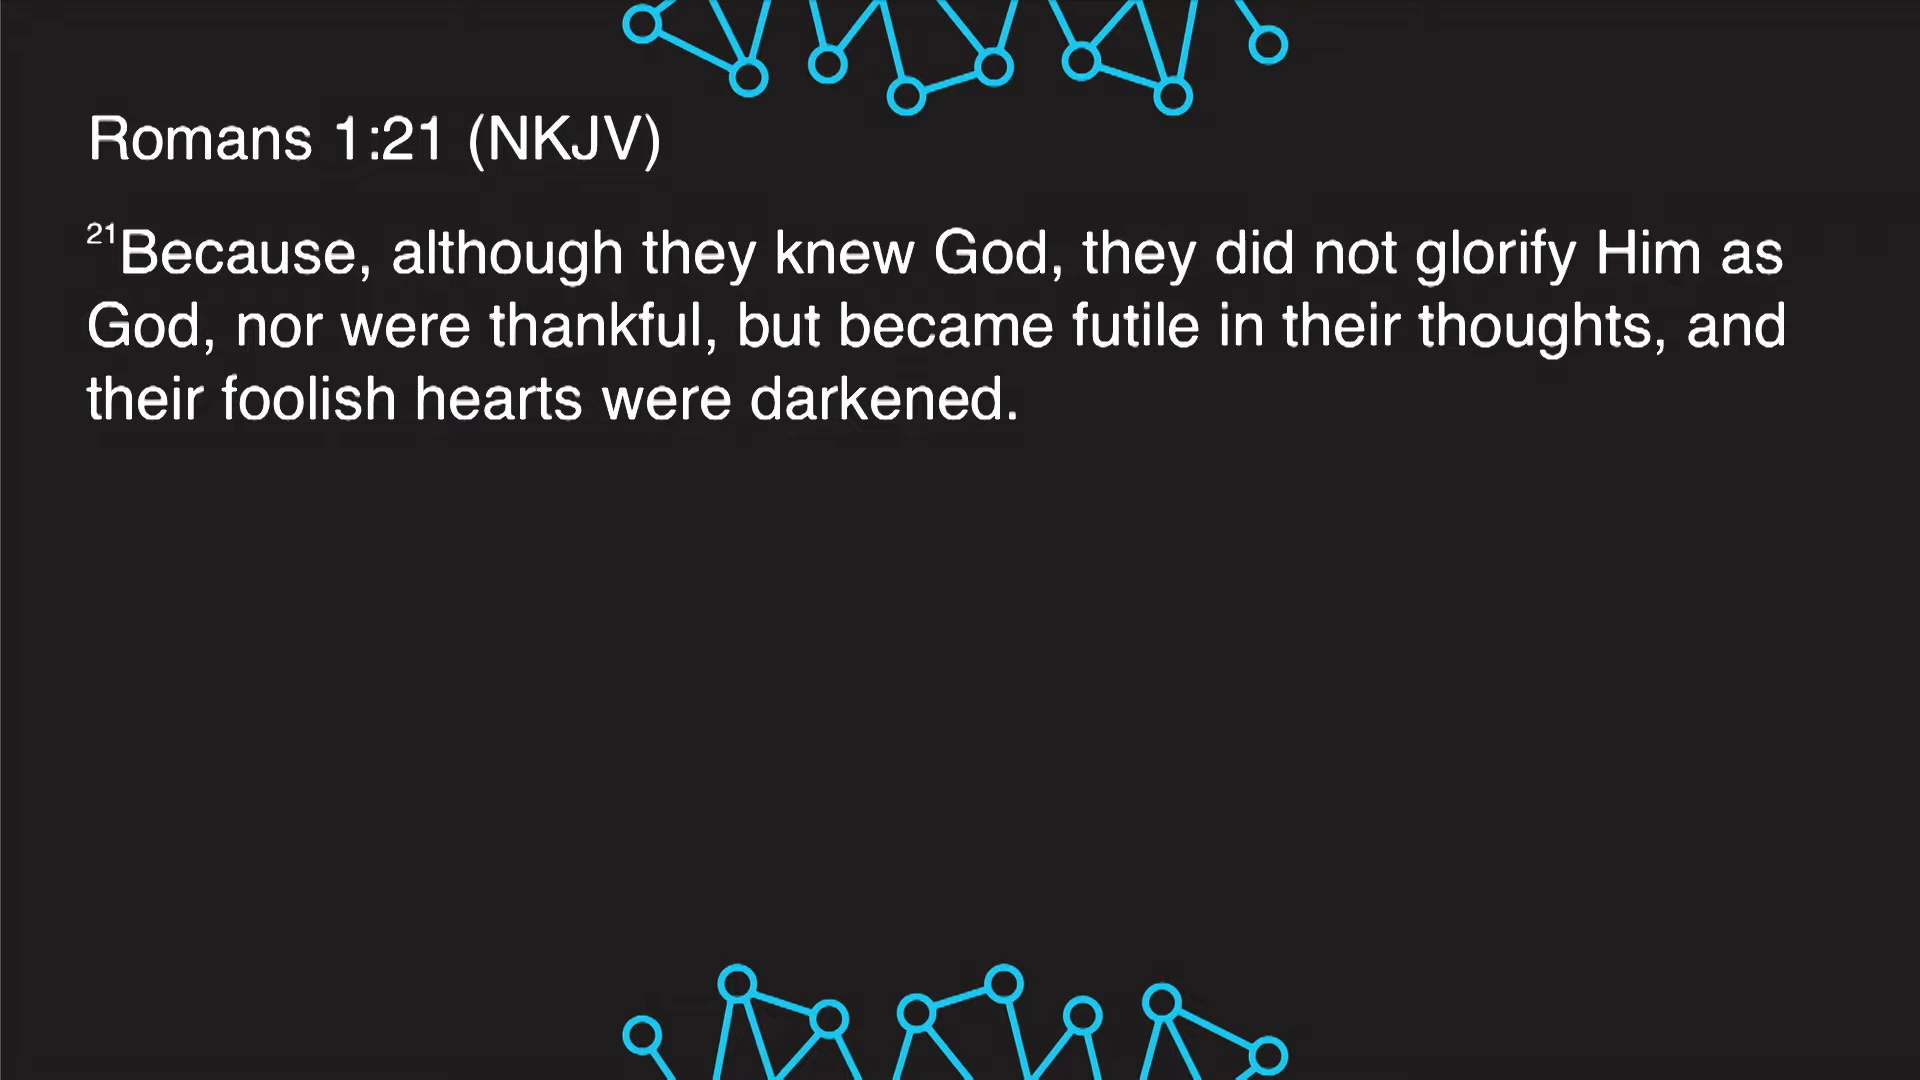 Romans 1:21 (NKJV)
21Because, although they knew God, they did not glorify Him as
God, nor were thankful, but became futile in their thoughts, and
their foolish hearts were darkened.